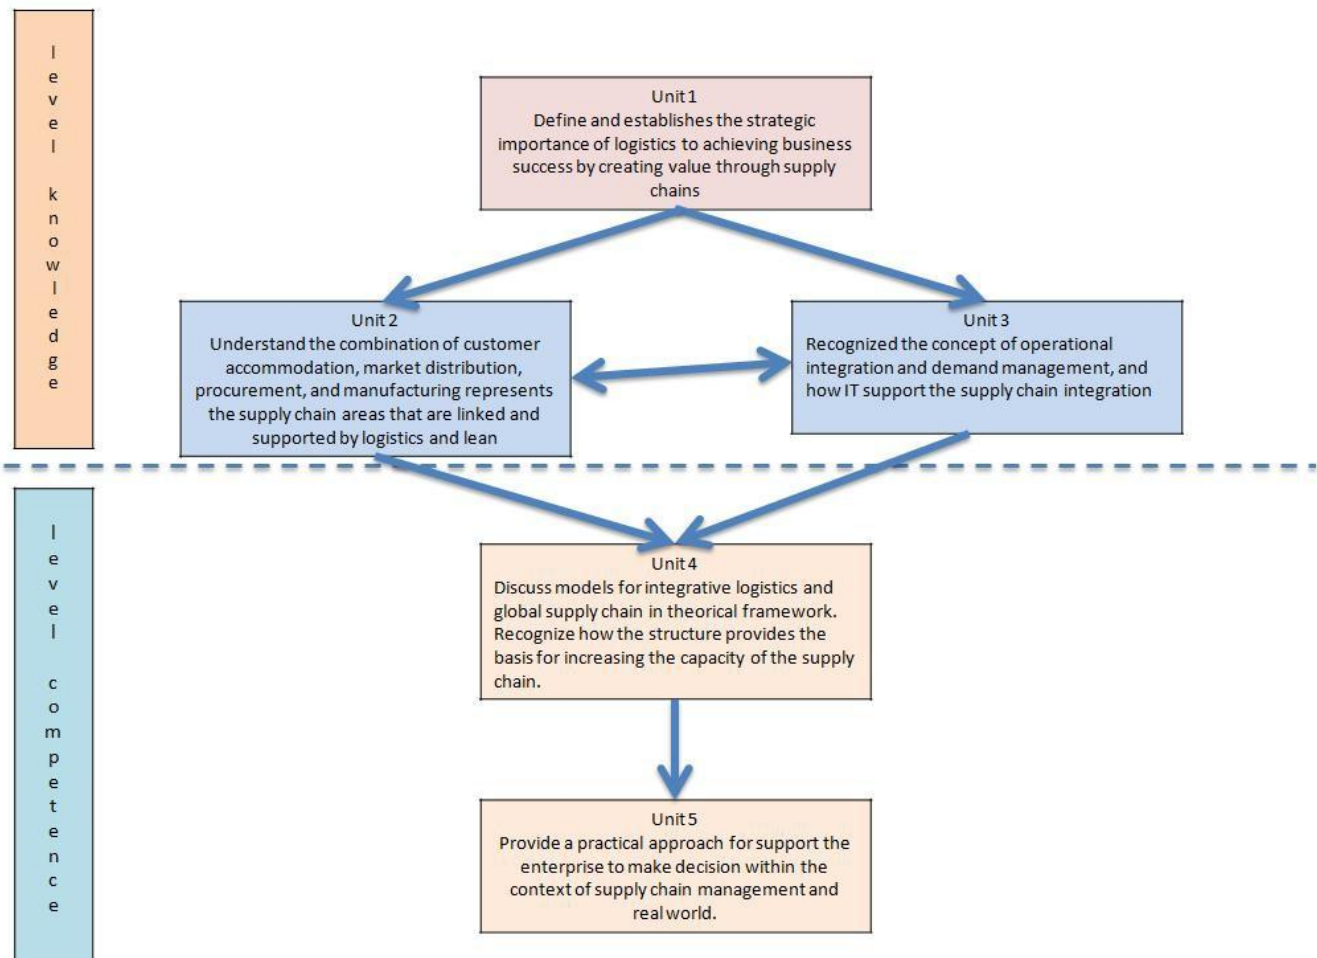 level knowledge
Unit 1
Define and establishes the strategic
importance of logistics to achieving business
success by creating value through supply
chains
Unit 2
Understand the combination of customer
accommodation, market distribution,
procurement, and manufacturing represents
the supply chain areas that are linked and
supported by logistics and lean
Unit 3
Recognized the concept of operational
integration and demand management, and
how IT support the supply chain integration
level competence
Unit 4
Discuss models for integrative logistics and
global supply chain in theorical framework.
Recognize how the structure provides the
basis for increasing the capacity of the supply
chain.
Unit 5
Provide a practical approach for support the
enterprise to make decision within the
context of supply chain management and
real world.